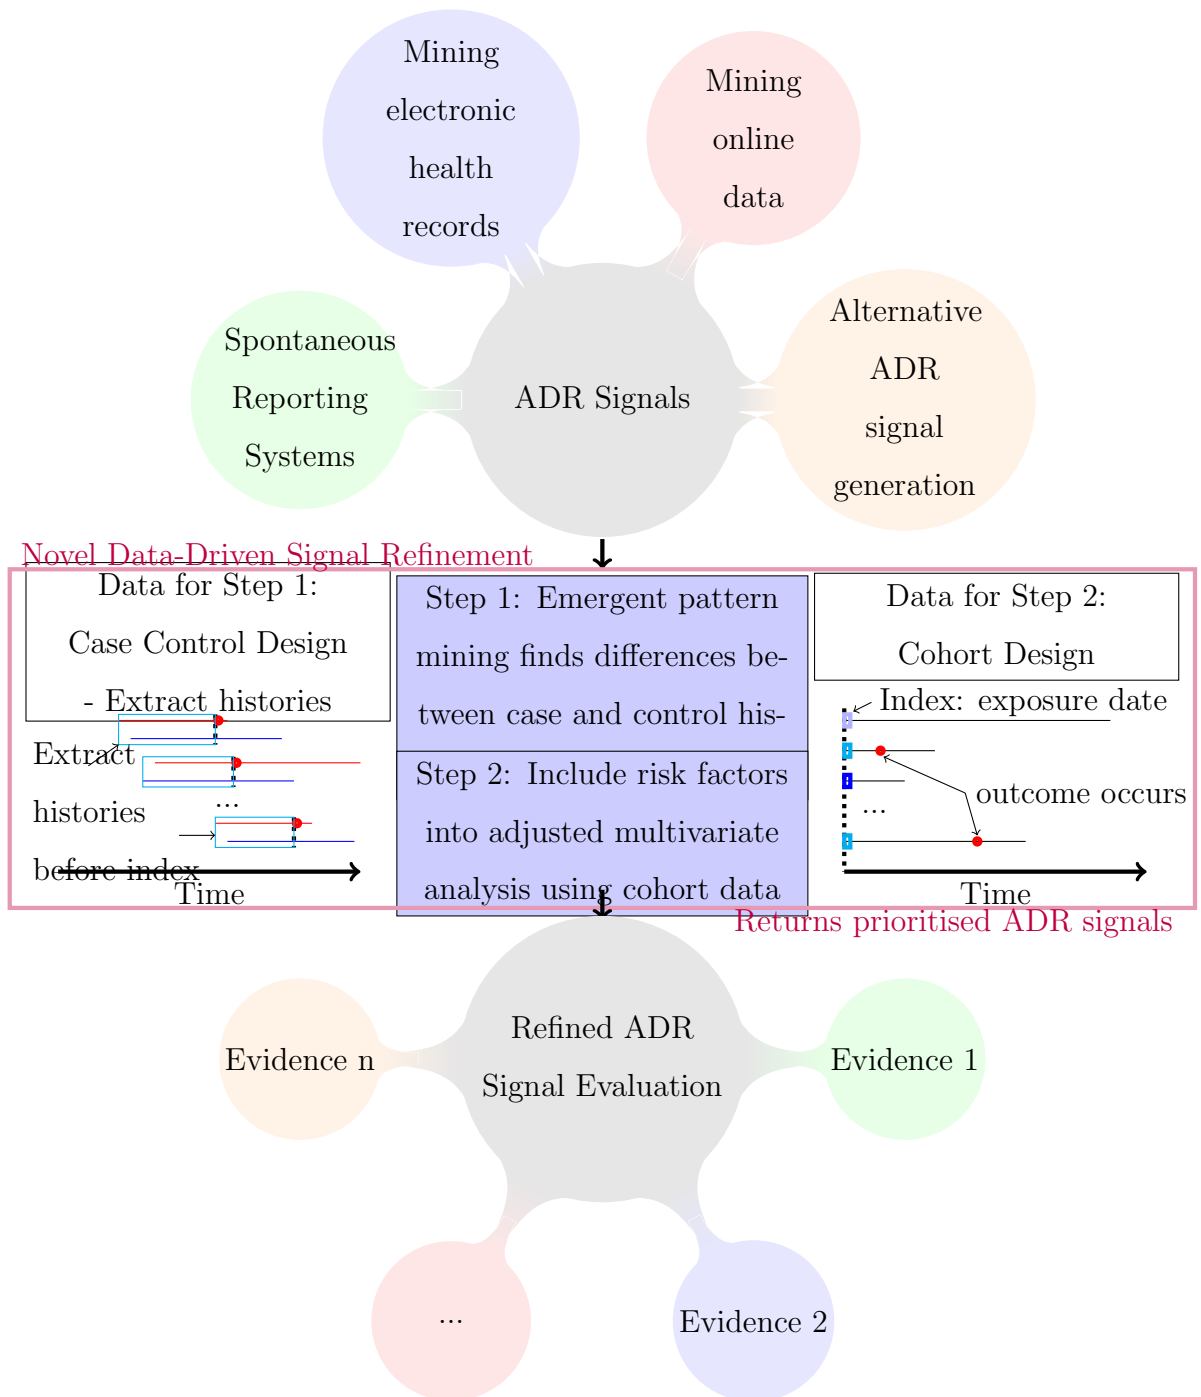 Mining
electronic
health
records
Mining
online
data
Spontaneous
Reporting
Systems
ADR Signals
Alternative
ADR
signal
generation
Novel Data-Driven Signal Refinement
Data for Step 1:
Case Control Design
- Extract histories
Extract
histories
before index
...
Time
Step 1: Emergent pattern
mining finds differences be-
tween case and control his-
Step 2: Include risk factors
into adjusted multivariate
analysis using cohort data
Data for Step 2:
Cohort Design
Index: exposure date
outcome occurs
...
Time
Returns prioritised ADR signals
Refined ADR
Signal Evaluation
Evidence n
Evidence 1
...
Evidence 2